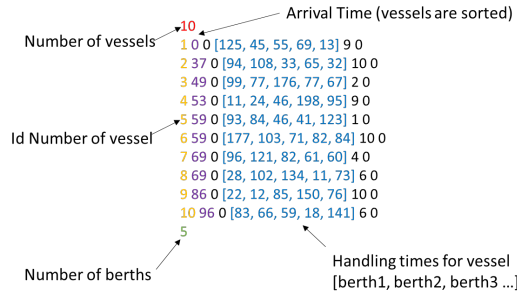 Arrival Time (vessels are sorted)
10
Number of vessels
1 0 0 [125, 45, 55, 69, 13] 9 0
2 37 0 [94, 108, 33, 65, 32] 10 0
3 49 0 [99, 77, 176, 77, 67] 2 0
4 53 0 [11, 24, 46, 198, 95] 9 0
5 59 0 [93, 84, 46, 41, 123] 1 0
Id Number of vessel
6 59 0 [177, 103, 71, 82, 84] 10 0
7 69 0 [96, 121, 82, 61, 60] 4 0
8 69 0 [28, 102, 134, 11, 73] 6 0
9 86 0 [22, 12, 85, 150, 76] 10 0
10 96 0 [83, 66, 59, 18, 141] 6 0
5
Number of berths
Handling times for vessel
[berth1, berth2, berth3 ...]